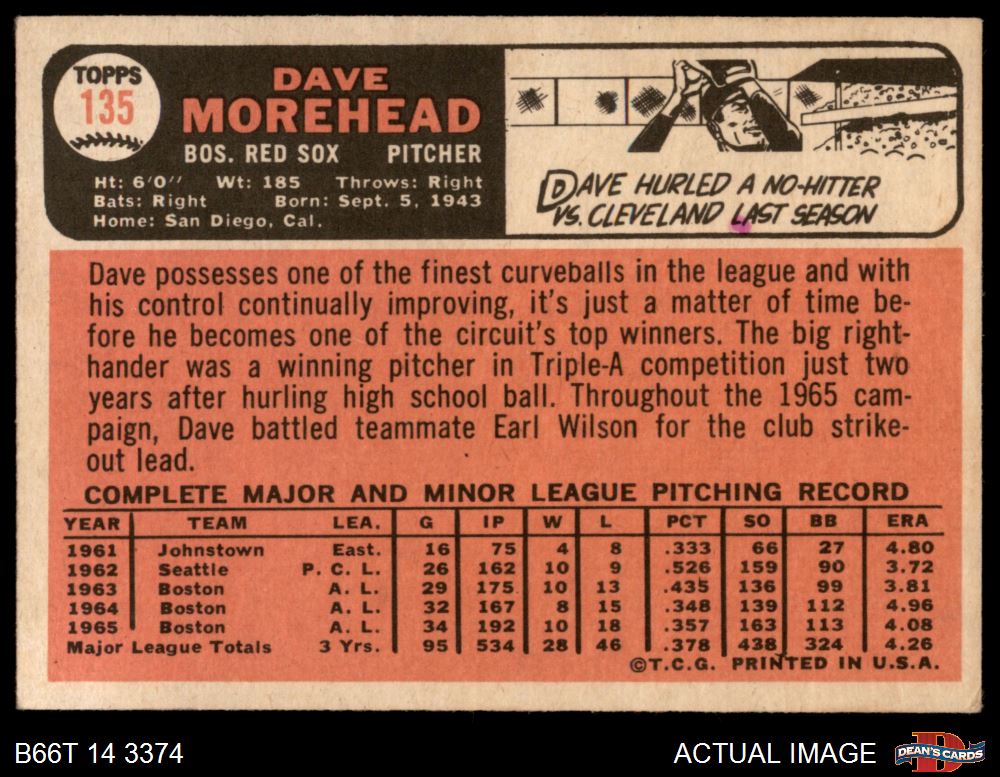 TOPPS
135
DAVE
MOREHEAD
BOS. RED SOX PITCHER
Ht: 6'0" Wt: 185 Throws: Right
Bats: Right Born: Sept. 5, 1943
Home: San Diego, Cal.
DAVE HURLED A NO-HITTER
VS. CLEVELAND LAST SEASON
Dave possesses one of the finest curveballs in the league and with
his control continually improving, it's just a matter of time be-
fore he becomes one of the circuit's top winners. The big right-
hander was a winning pitcher in Triple-A competition just two
years after hurling high school ball. Throughout the 1965 cam-
paign, Dave battled teammate Earl Wilson for the club strike-
out lead.
COMPLETE MAJOR AND MINOR LEAGUE PITCHING RECORD
YEAR TEAM LEA. G IP W L PCT SO BB ERA
1961 Johnstown East. 16 75 4 8 .333 66 27 4.80
1962 Seattle P. C. L. 26 162 10 9 .526 159 90 3.72
1963 Boston A. L. 29 175 10 13 .435 136 99 3.81
1964 Boston A. L. 32 167 8 15 .348 139 112 4.96
1965 Boston A. L. 34 192 10 18 .357 163 113 4.08
Major League Totals 3 Yrs. 95 534 28 46 .378 438 324 4.26
©T.C.G. PRINTED IN U.S.A.
B66T 14 3374
ACTUAL IMAGE
D
DEAN'S CARDS